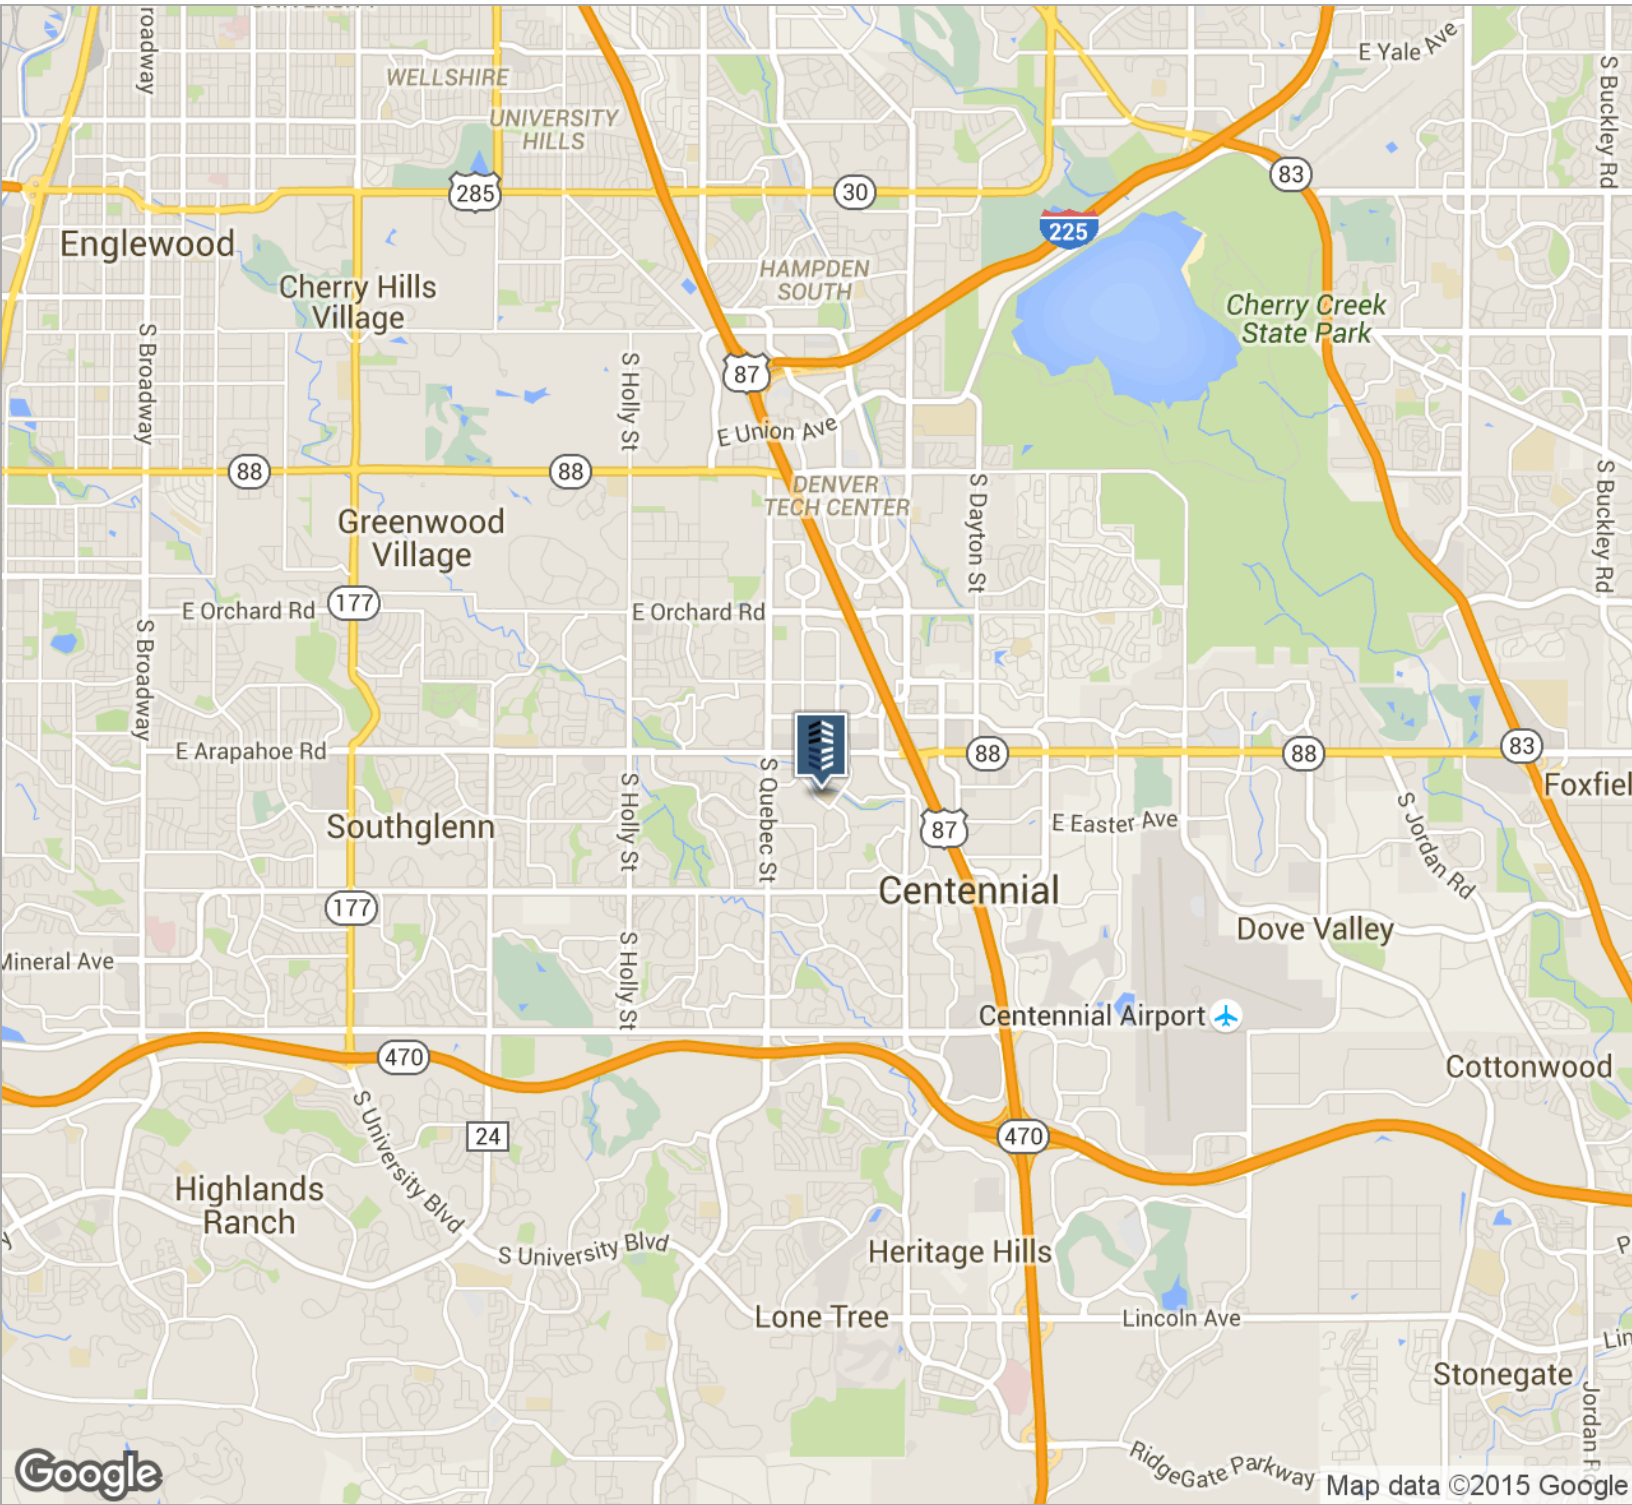 E Yale Ave
WELLSHIRE
S Buckley Rd
UNIVERSITY
HILLS
83
285
30
225
Englewood
HAMPDEN
SOUTH
Cherry Hills
Village
Cherry Creek
State Park
S Broadway
S Holly St
87
E Union Ave
88
88
DENVER
TECH CENTER
S Dayton St
S Buckley Rd
Greenwood
Village
177
E Orchard Rd
E Orchard Rd
S Broadway
E Arapahoe Rd
88
88
83
S Quebec St
S Holly St
Foxfiel
S Jordan Rd
Southglenn
87
E Easter Ave
Centennial
177
Dove Valley
Mineral Ave
S Holly St
Centennial Airport
470
Cottonwood
S University Blvd
24
470
Highlands
Ranch
S University Blvd
Heritage Hills
Lone Tree
Lincoln Ave
Lin
Stonegate
Jordan R
RidgeGate Parkway
Google
Map data ©2015 Google